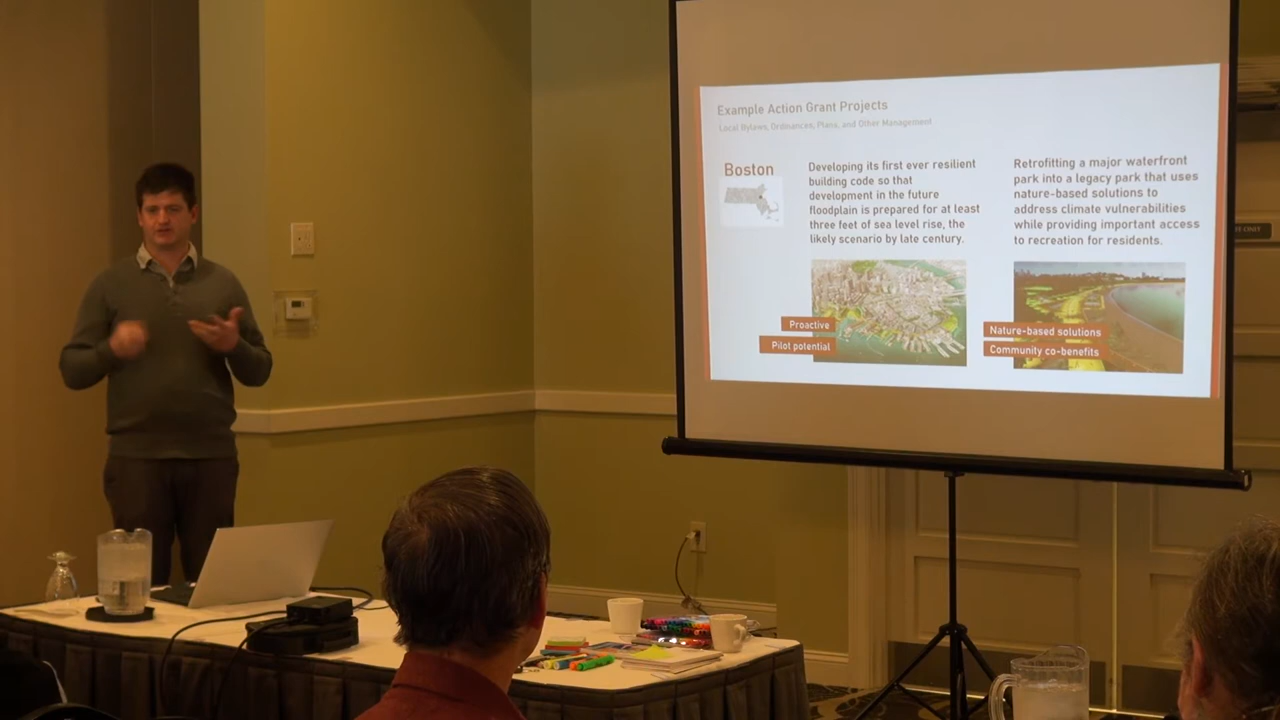 Example Action Grant Projects
Local Bylaws, Ordinances, Plans, and Other Management
Boston
Developing its first ever resilient
building code so that
development in the future
floodplain is prepared for at least
three feet of sea level rise, the
likely scenario by late century.
Proactive
Pilot potential
Retrofitting a major waterfront
park into a legacy park that uses
nature-based solutions to
address climate vulnerabilities
while providing important access
to recreation for residents.
Nature-based solutions
Community co-benefits